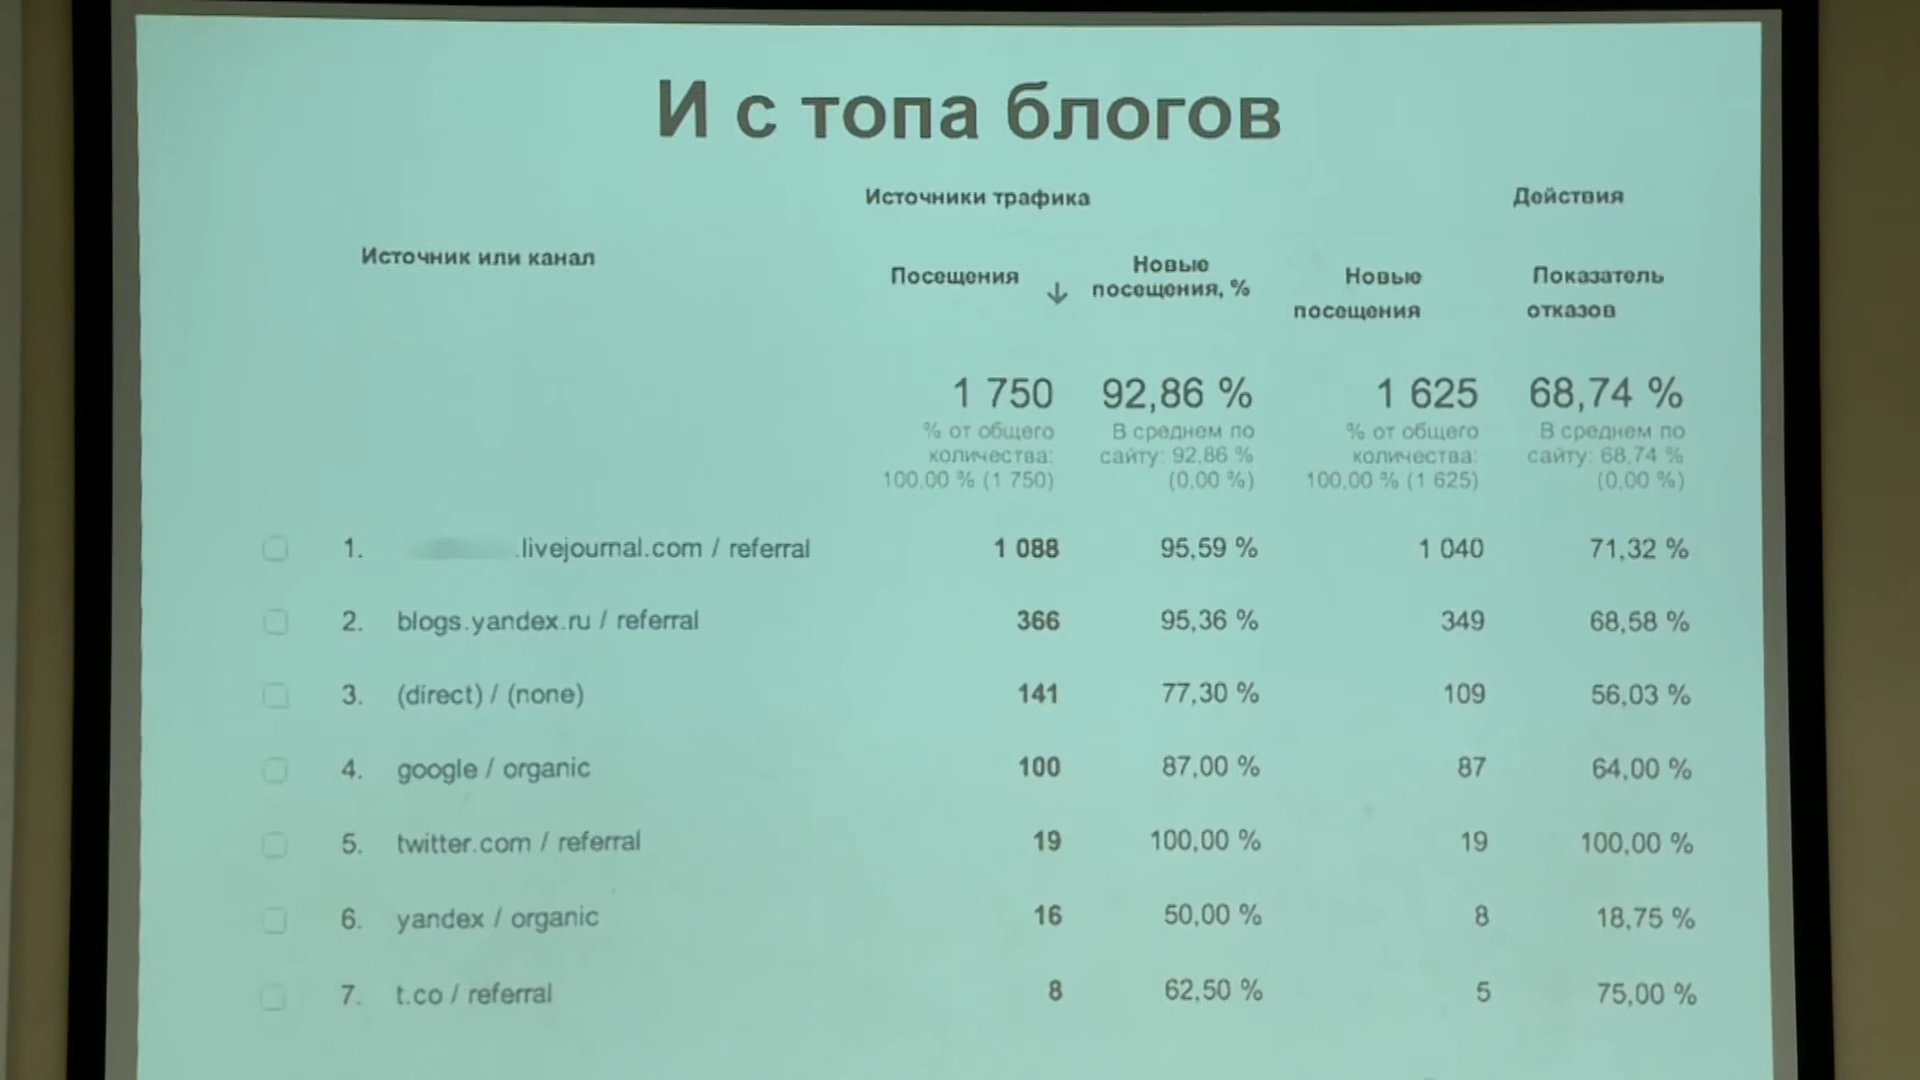 И с топа блогов
Источники трафика
Действия
Источник или канал
Посещения
Новые
посещения, %
Новые
посещения
Показатель
отказов
1 750 92,86 % 1 625 68,74 %
% от общего В среднем по % от общего В среднем по
количества: сайту: 92,86 % количества: сайту: 68,74 %
100,00 % (1 750) (0,00 %) 100,00 % (1 625) (0,00 %)
1. .livejournal.com / referral 1 088 95,59 % 1 040 71,32 %
2. blogs.yandex.ru / referral 366 95,36 % 349 68,58 %
3. (direct) / (none) 141 77,30 % 109 56,03 %
4. google / organic 100 87,00 % 87 64,00 %
5. twitter.com / referral 19 100,00 % 19 100,00 %
6. yandex / organic 16 50,00 % 8 18,75 %
7. t.co / referral 8 62,50 % 5 75,00 %